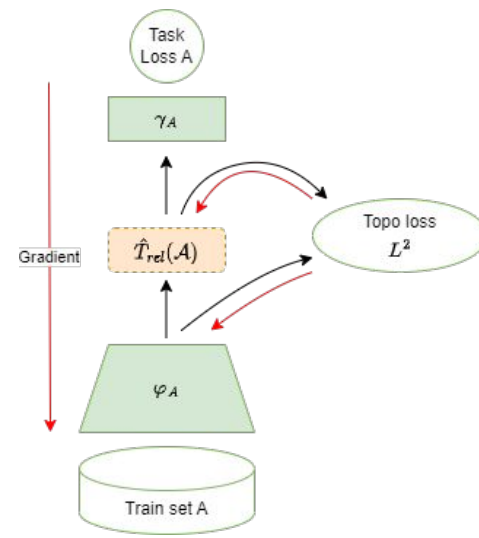 Task
Loss A
γ_A
T̂_rel(𝒜)
Topo loss
L²
Gradient
φ_A
Train set A